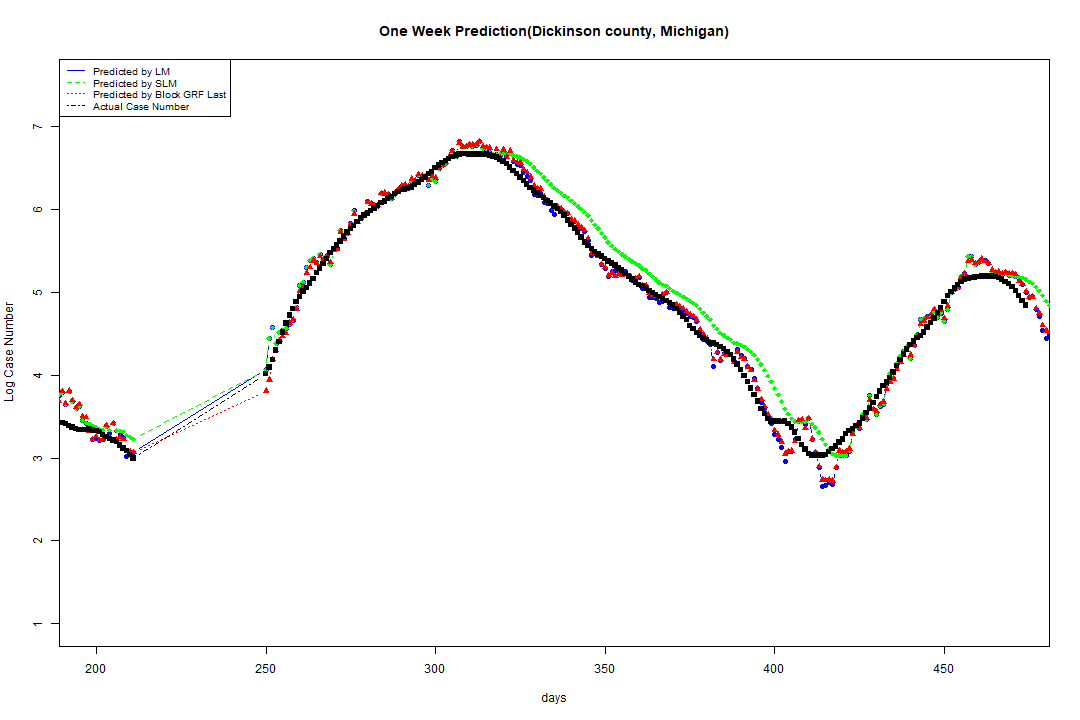 One Week Prediction(Dickinson county, Michigan)
Predicted by LM
Predicted by SLM
Predicted by Block GRF Last
Actual Case Number
Log Case Number
7
6
5
4
3
2
1
200 250 300 350 400 450
days